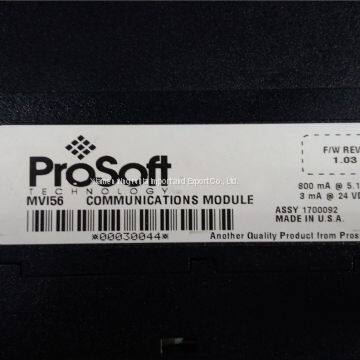 ProSoft
TECHNOLOGY
F/W REV
1.03
MVI56 COMMUNICATIONS MODULE
800 mA @ 5.1
3 mA @ 24 VD
ASSY 1700092
MADE IN U.S.A.
*00030044*
Another Quality Product from Pros